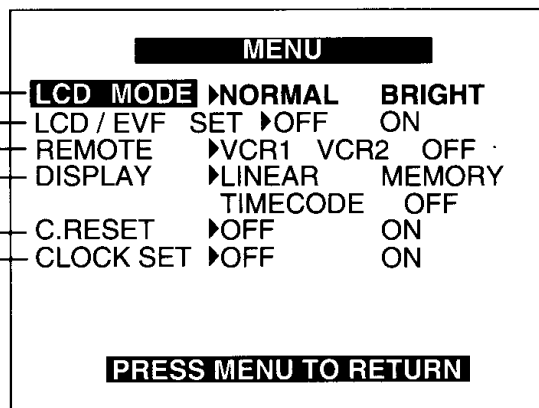 MENU
LCD MODE ▶NORMAL BRIGHT
LCD / EVF SET ▶OFF ON
REMOTE ▶VCR1 VCR2 OFF
DISPLAY ▶LINEAR MEMORY
TIMECODE OFF
C.RESET ▶OFF ON
CLOCK SET ▶OFF ON
PRESS MENU TO RETURN